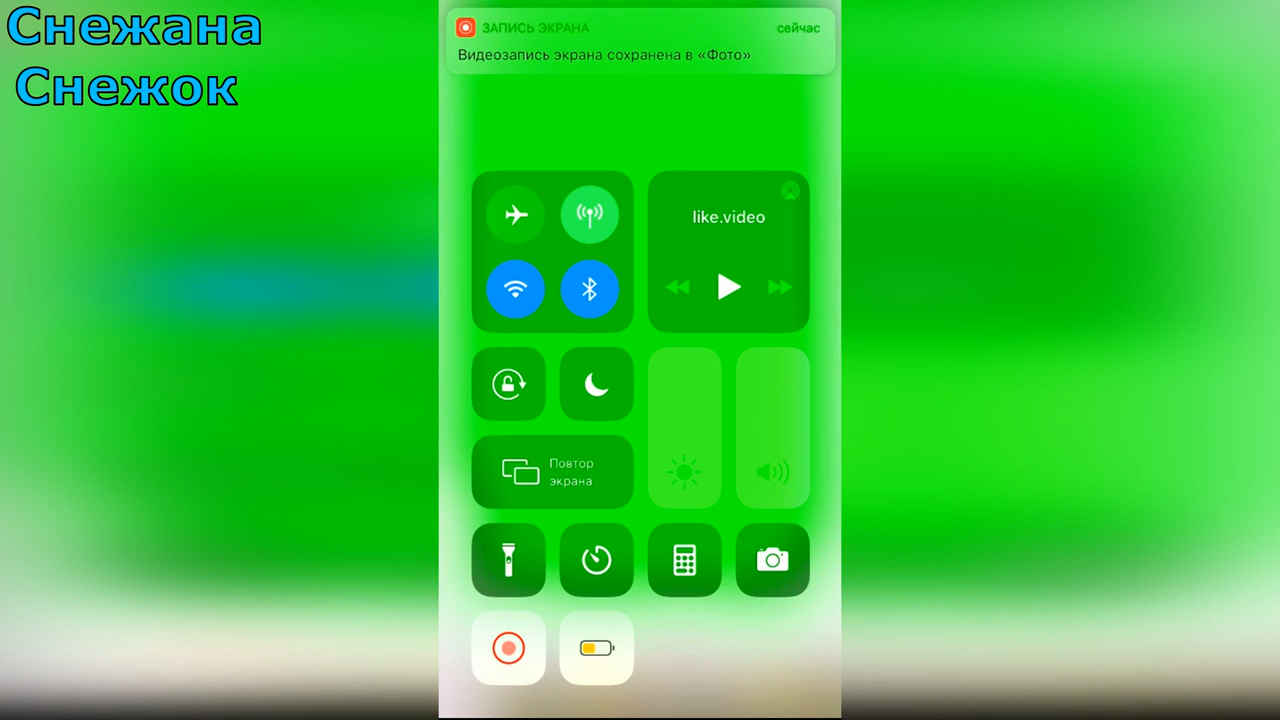 Снежана
Снежок
ЗАПИСЬ ЭКРАНА
сейчас
Видеозапись экрана сохранена в «Фото»
like.video
Повтор
экрана